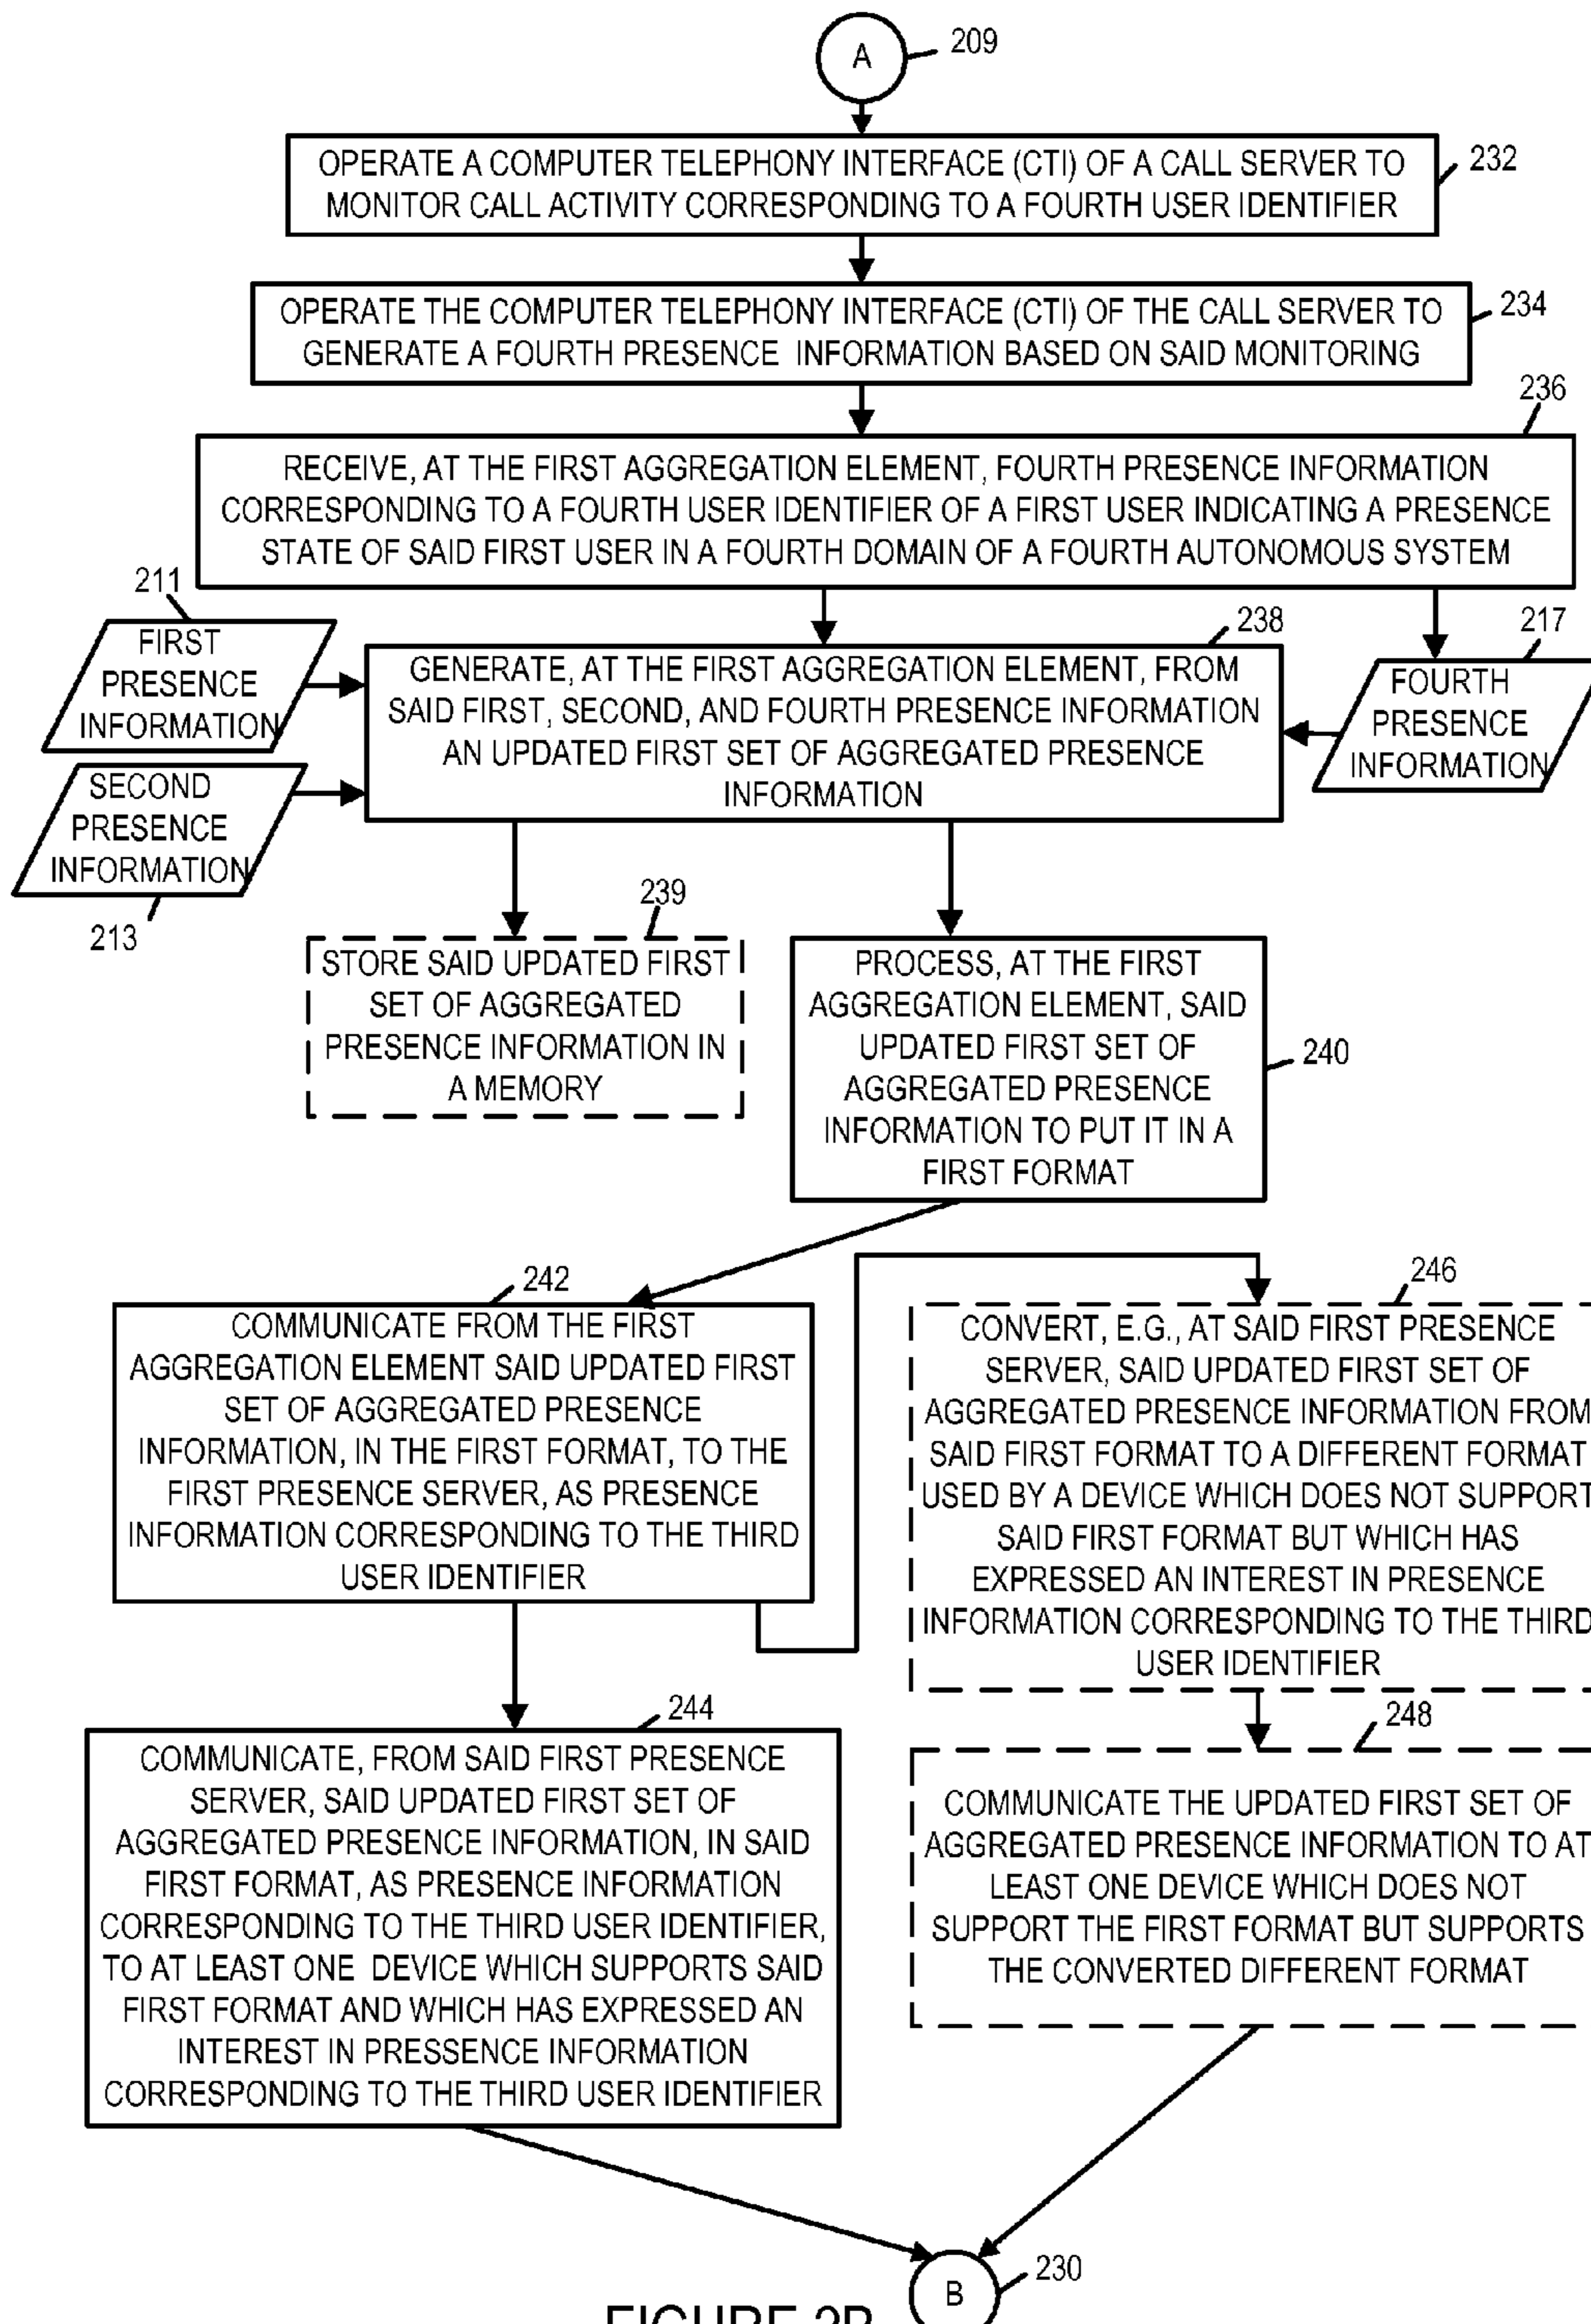 A
209
OPERATE A COMPUTER TELEPHONY INTERFACE (CTI) OF A CALL SERVER TO
MONITOR CALL ACTIVITY CORRESPONDING TO A FOURTH USER IDENTIFIER
232
OPERATE THE COMPUTER TELEPHONY INTERFACE (CTI) OF THE CALL SERVER TO
GENERATE A FOURTH PRESENCE INFORMATION BASED ON SAID MONITORING
234
236
RECEIVE, AT THE FIRST AGGREGATION ELEMENT, FOURTH PRESENCE INFORMATION
CORRESPONDING TO A FOURTH USER IDENTIFIER OF A FIRST USER INDICATING A PRESENCE
STATE OF SAID FIRST USER IN A FOURTH DOMAIN OF A FOURTH AUTONOMOUS SYSTEM
211
FIRST
PRESENCE
INFORMATION
SECOND
PRESENCE
INFORMATION
213
238
GENERATE, AT THE FIRST AGGREGATION ELEMENT, FROM
SAID FIRST, SECOND, AND FOURTH PRESENCE INFORMATION
AN UPDATED FIRST SET OF AGGREGATED PRESENCE
INFORMATION
217
FOURTH
PRESENCE
INFORMATION
239
STORE SAID UPDATED FIRST
SET OF AGGREGATED
PRESENCE INFORMATION IN
A MEMORY
PROCESS, AT THE FIRST
AGGREGATION ELEMENT, SAID
UPDATED FIRST SET OF
AGGREGATED PRESENCE
INFORMATION TO PUT IT IN A
FIRST FORMAT
240
242
COMMUNICATE FROM THE FIRST
AGGREGATION ELEMENT SAID UPDATED FIRST
SET OF AGGREGATED PRESENCE
INFORMATION, IN THE FIRST FORMAT, TO THE
FIRST PRESENCE SERVER, AS PRESENCE
INFORMATION CORRESPONDING TO THE THIRD
USER IDENTIFIER
246
CONVERT, E.G., AT SAID FIRST PRESENCE
SERVER, SAID UPDATED FIRST SET OF
AGGREGATED PRESENCE INFORMATION FROM
SAID FIRST FORMAT TO A DIFFERENT FORMAT
USED BY A DEVICE WHICH DOES NOT SUPPORT
SAID FIRST FORMAT BUT WHICH HAS
EXPRESSED AN INTEREST IN PRESENCE
INFORMATION CORRESPONDING TO THE THIRD
USER IDENTIFIER
244
COMMUNICATE, FROM SAID FIRST PRESENCE
SERVER, SAID UPDATED FIRST SET OF
AGGREGATED PRESENCE INFORMATION, IN SAID
FIRST FORMAT, AS PRESENCE INFORMATION
CORRESPONDING TO THE THIRD USER IDENTIFIER,
TO AT LEAST ONE DEVICE WHICH SUPPORTS SAID
FIRST FORMAT AND WHICH HAS EXPRESSED AN
INTEREST IN PRESSENCE INFORMATION
CORRESPONDING TO THE THIRD USER IDENTIFIER
248
COMMUNICATE THE UPDATED FIRST SET OF
AGGREGATED PRESENCE INFORMATION TO AT
LEAST ONE DEVICE WHICH DOES NOT
SUPPORT THE FIRST FORMAT BUT SUPPORTS
THE CONVERTED DIFFERENT FORMAT
B
230
FIGURE 2B